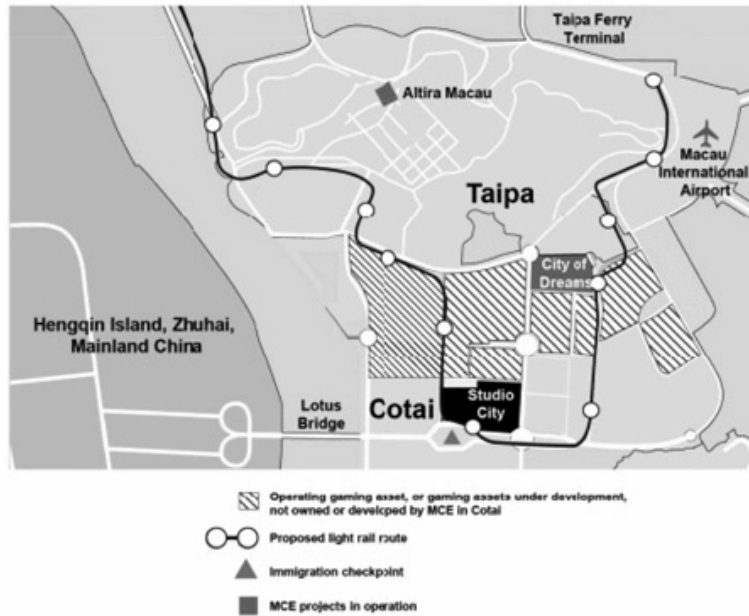 Taipa Ferry
Terminal
Altira Macau
Macau
International
Airport
Taipa
City of
Dreams
Hengqin Island, Zhuhai,
Mainland China
Studio
City
Lotus
Bridge
Cotai
Operating gaming asset, or gaming assets under development,
not owned or developed by MCE in Cotai
Proposed light rail route
Immigration checkpoint
MCE projects in operation